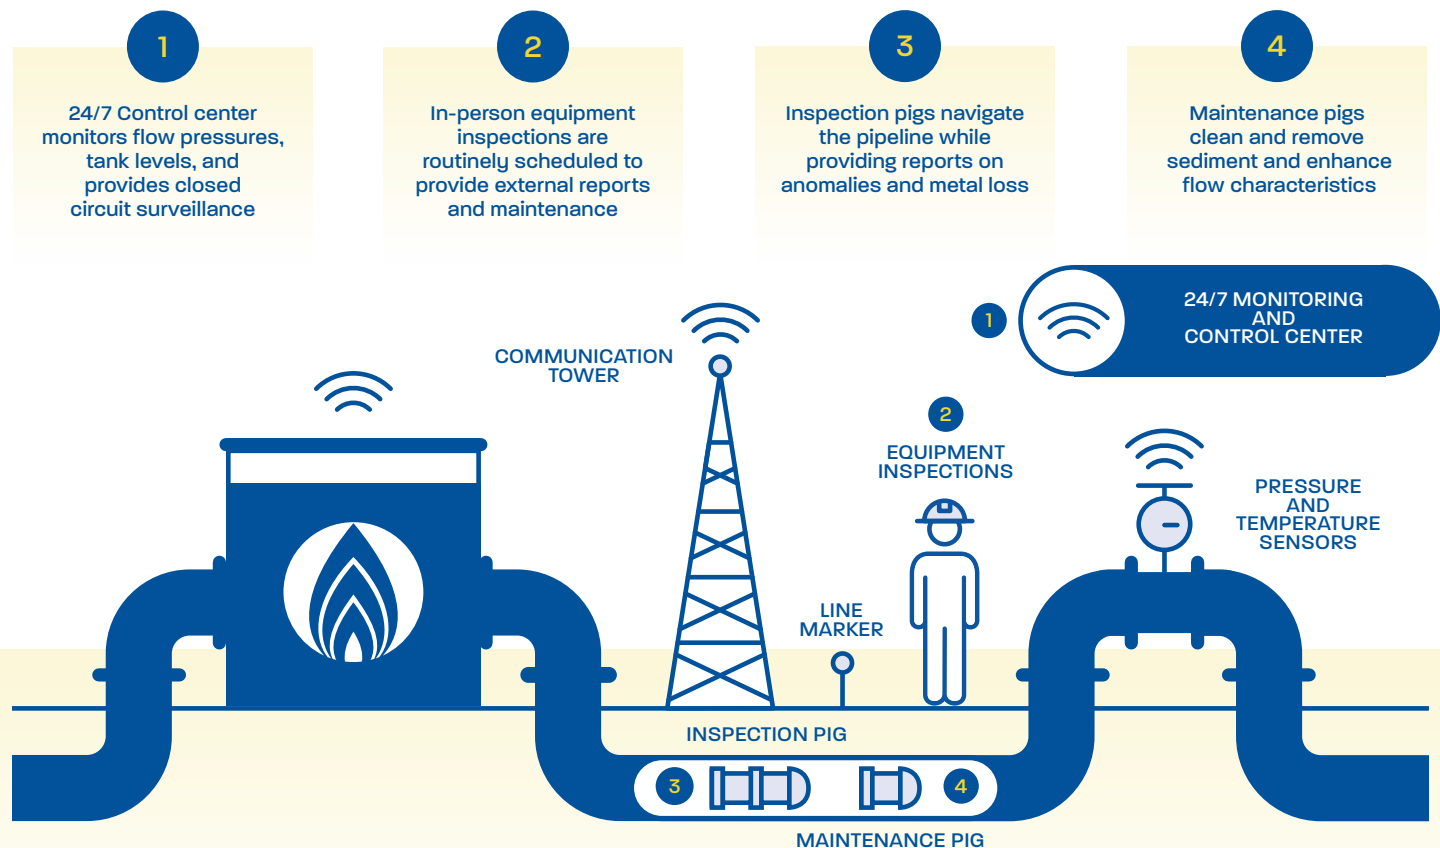 1
24/7 Control center
monitors flow pressures,
tank levels, and
provides closed
circuit surveillance
2
In-person equipment
inspections are
routinely scheduled to
provide external reports
and maintenance
3
Inspection pigs navigate
the pipeline while
providing reports on
anomalies and metal loss
4
Maintenance pigs
clean and remove
sediment and enhance
flow characteristics
1
24/7 MONITORING
AND
CONTROL CENTER
COMMUNICATION
TOWER
2
EQUIPMENT
INSPECTIONS
PRESSURE
AND
TEMPERATURE
SENSORS
LINE
MARKER
INSPECTION PIG
3
4
MAINTENANCE PIG